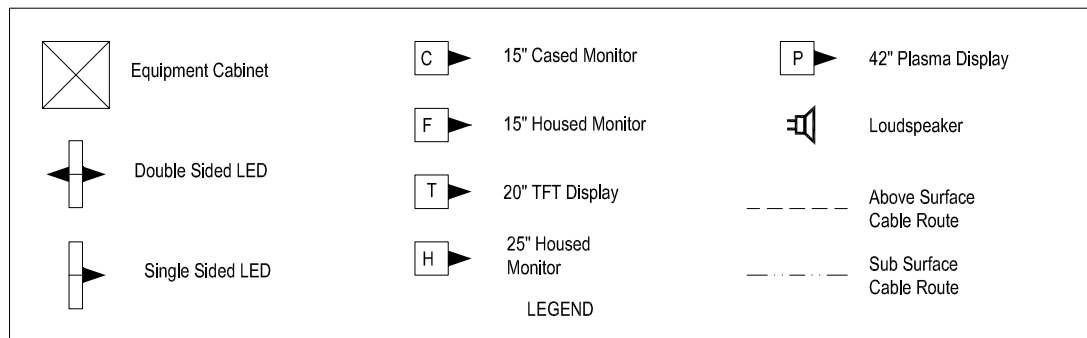 Equipment Cabinet
Double Sided LED
Single Sided LED
C
15" Cased Monitor
F
15" Housed Monitor
T
20" TFT Display
H
25" Housed
Monitor
LEGEND
P
42" Plasma Display
Loudspeaker
Above Surface
Cable Route
Sub Surface
Cable Route